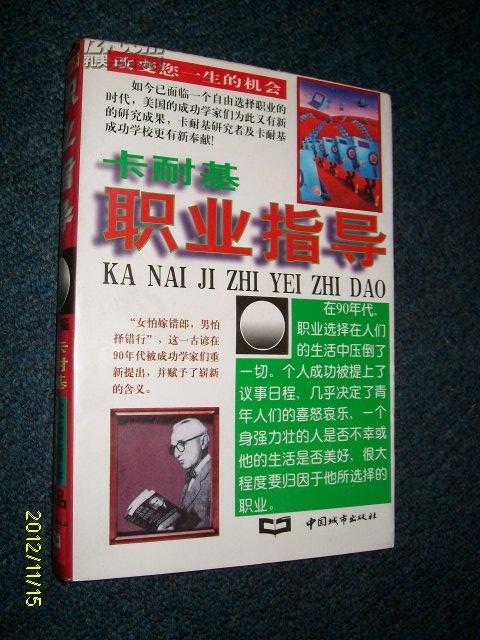 改变您一生的机会
如今已面临一个自由选择职业的
时代，美国的成功学家们为此又有新
的研究成果，卡耐基研究者及卡耐基
成功学校更有新奉献!
卡耐基
职业指导
KA NAI JI ZHI YEI ZHI DAO
“女怕嫁错郎，男怕
择错行”，这一古谚在
90年代被成功学家们重
新提出，并赋予了崭新
的含义。
在90年代，
职业选择在人们
的生活中压倒了
一切。个人成功被提上了
议事日程，几乎决定了青
年人们的喜怒哀乐，一个
身强力壮的人是否不幸或
他的生活是否美好，很大
程度要归因于他所选择的
职业。
中国城市出版社
卡耐基
品
2012/11/15